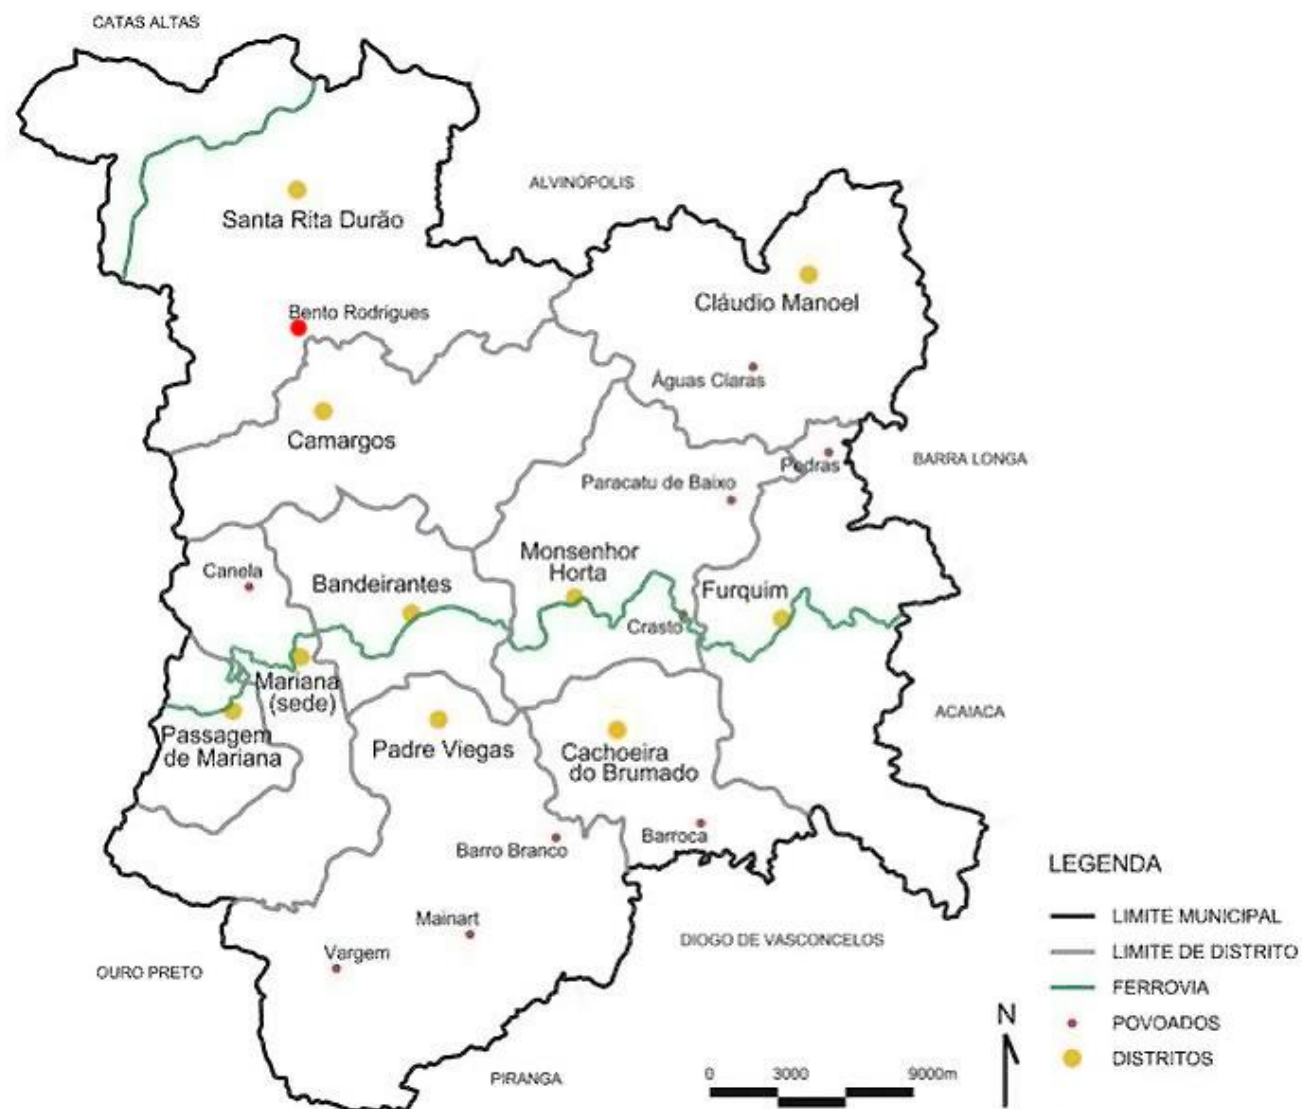 CATAS ALTAS
ALVINÓPOLIS
Santa Rita Durão
Cláudio Manoel
Bento Rodrigues
Águas Claras
Camargos
BARRA LONGA
Pedras
Paracatu de Baixo
Monsenhor
Horta
Canela
Bandeirantes
Furquim
Crasto
Mariana
(sede)
ACAIACA
Passagem
de Mariana
Padre Viegas
Cachoeira
do Brumado
Barroca
Barro Branco
LEGENDA
Mainart
LIMITE MUNICIPAL
DIOGO DE VASCONCELOS
Vargem
LIMITE DE DISTRITO
OURO PRETO
FERROVIA
N
POVOADOS
DISTRITOS
PIRANGA
0 3000 9000m